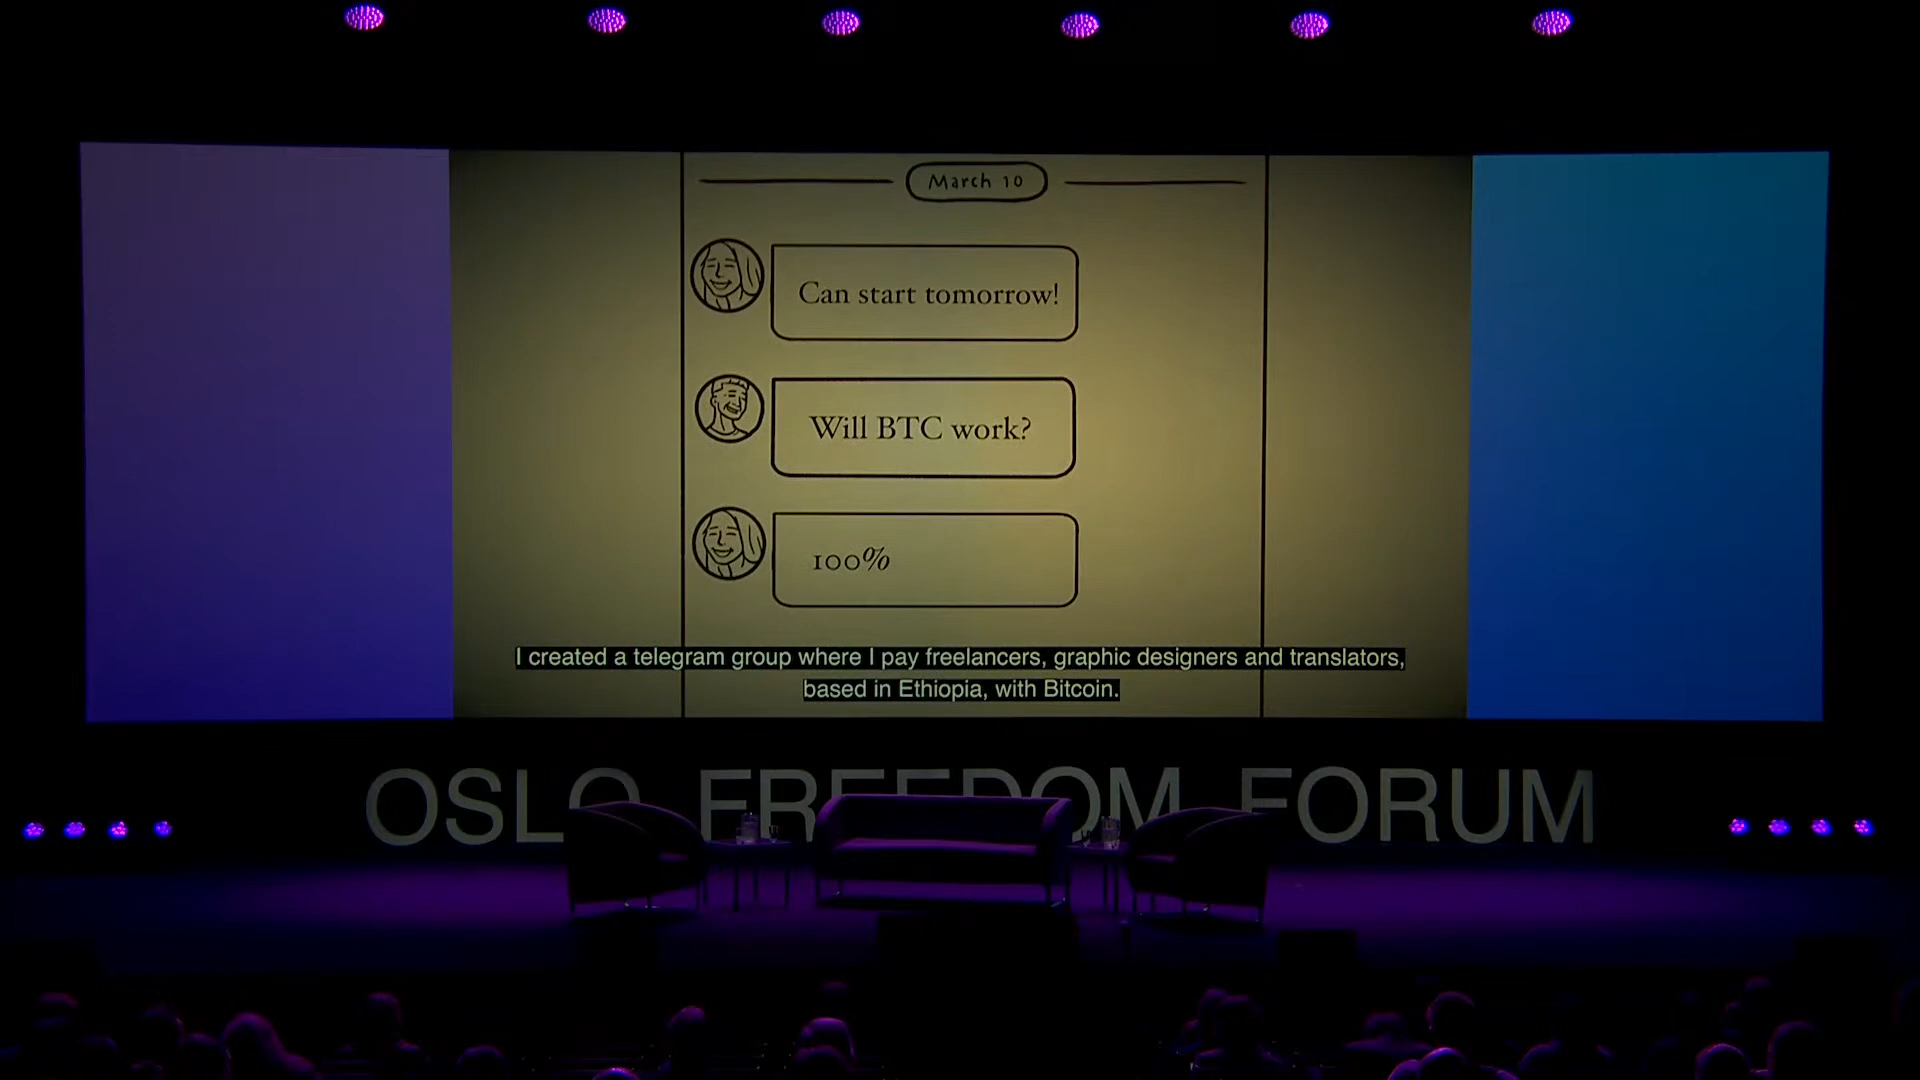 March 10
Can start tomorrow!
Will BTC work?
100%
I created a telegram group where I pay freelancers, graphic designers and translators,
based in Ethiopia, with Bitcoin.
OSLO FREEDOM FORUM